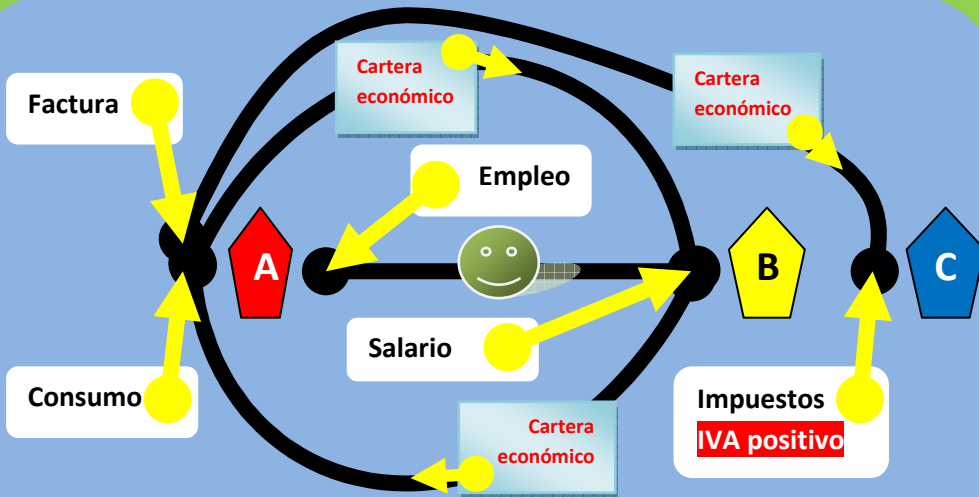 Cartera
económico
Cartera
económico
Factura
Empleo
A
B
C
Salario
Consumo
Impuestos
IVA positivo
Cartera
económico